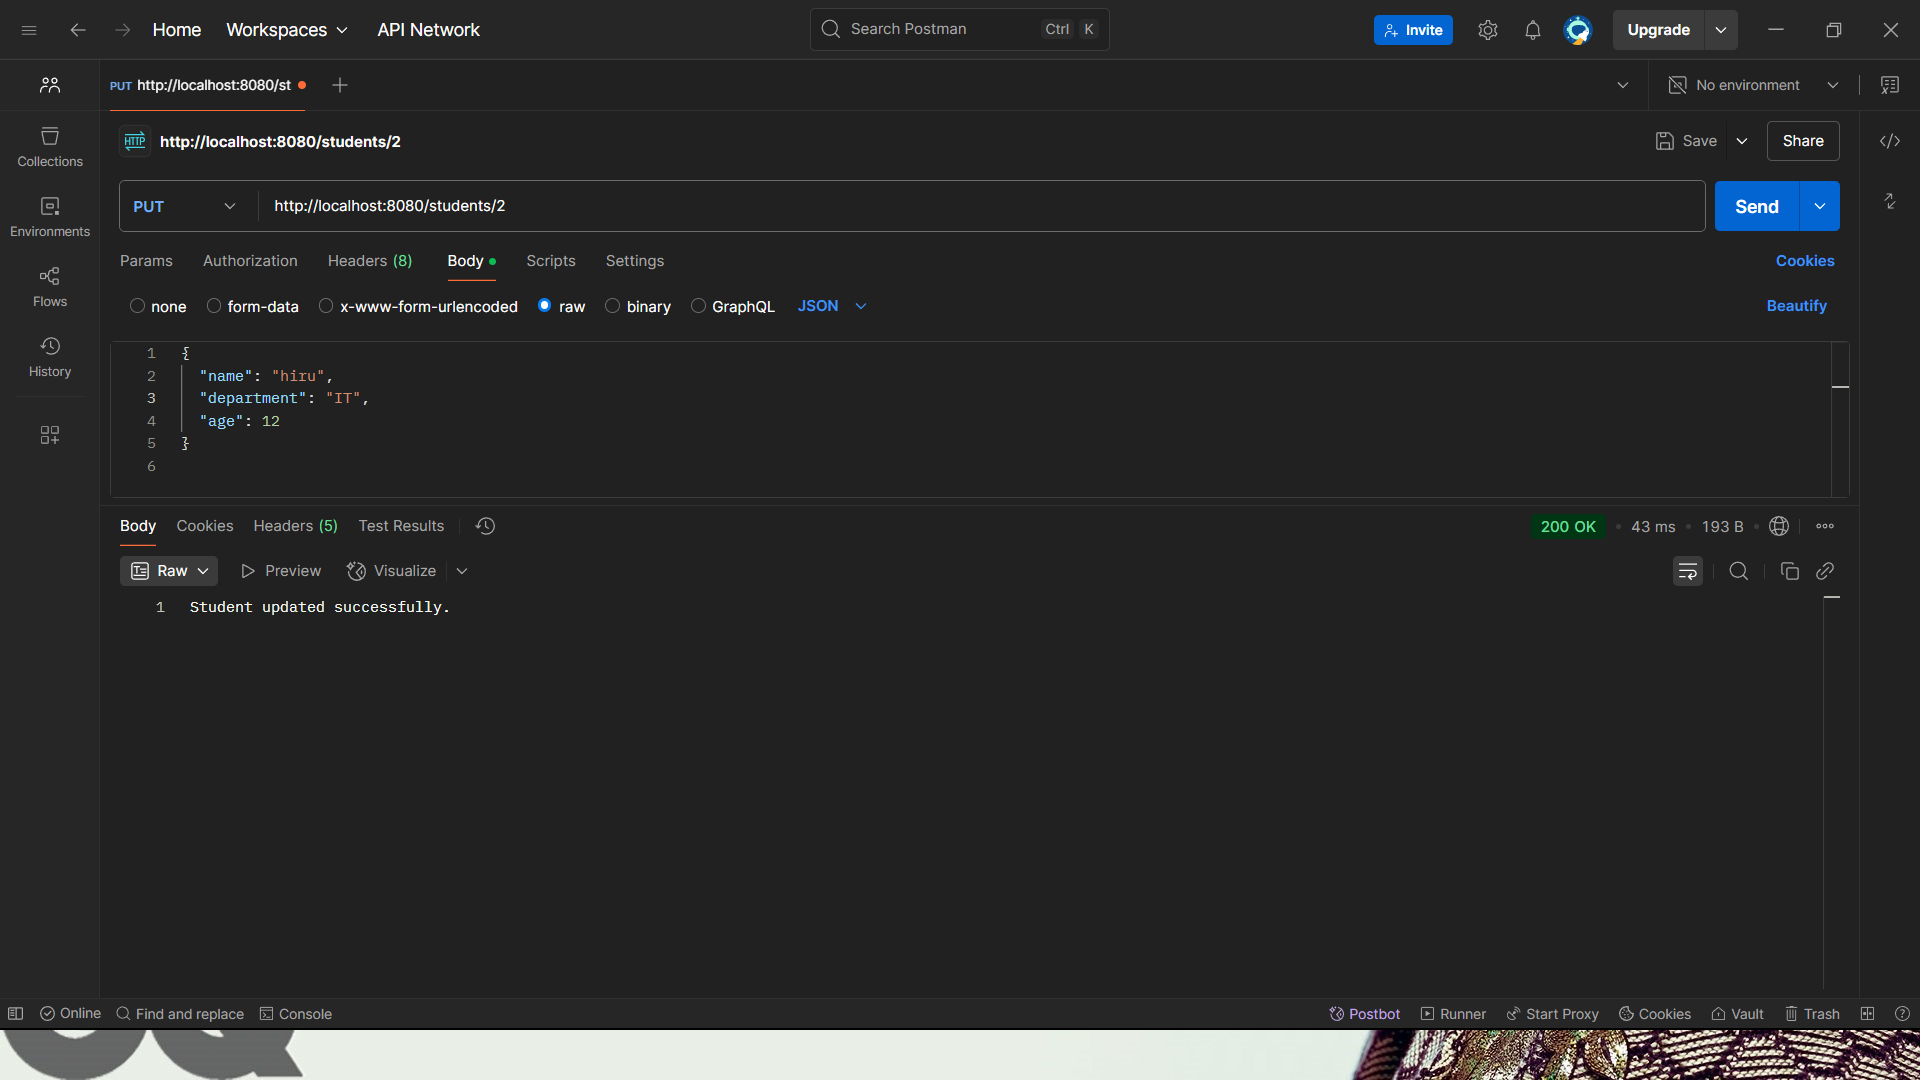 Home Workspaces API Network Search Postman Ctrl K Invite Upgrade
PUT http://localhost:8080/st No environment
HTTP http://localhost:8080/students/2 Save Share
Collections
Environments
Flows
History
PUT http://localhost:8080/students/2 Send
Params Authorization Headers (8) Body Scripts Settings Cookies
none form-data x-www-form-urlencoded raw binary GraphQL JSON Beautify
1 {
2 "name": "hiru",
3 "department": "IT",
4 "age": 12
5 }
6
Body Cookies Headers (5) Test Results 200 OK 43 ms 193 B
Raw Preview Visualize
1 Student updated successfully.
Online Find and replace Console Postbot Runner Start Proxy Cookies Vault Trash